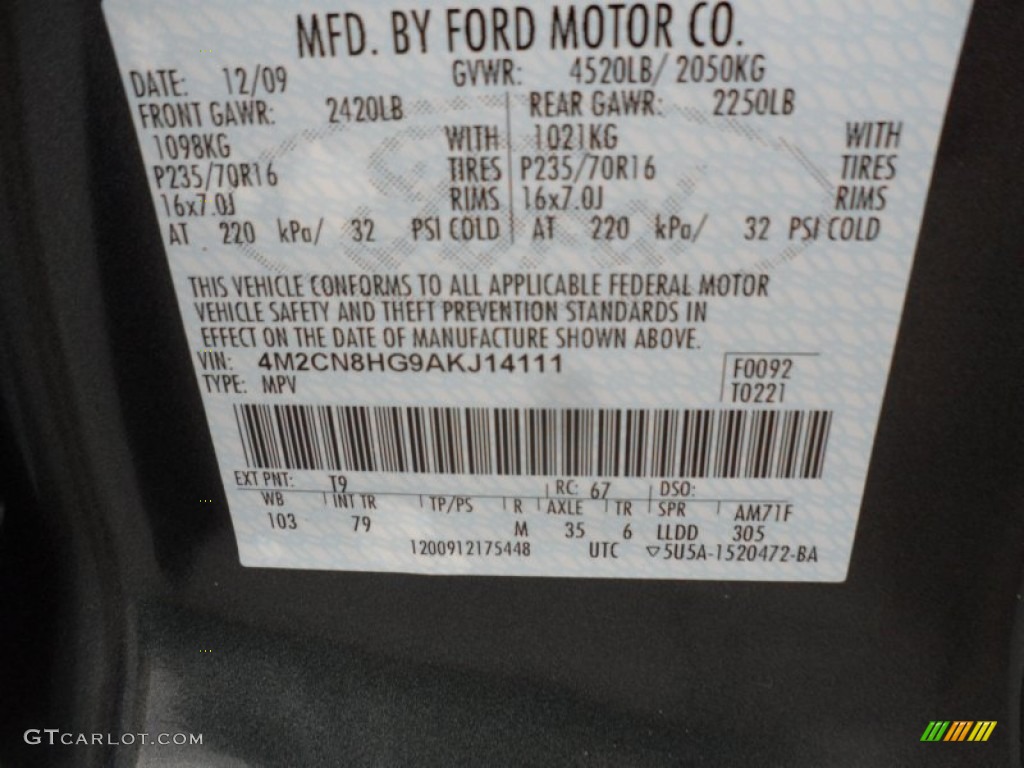 MFD. BY FORD MOTOR CO.
DATE: 12/09 GVWR: 4520LB/ 2050KG
FRONT GAWR: 2420LB REAR GAWR: 2250LB
1098KG WITH 1021KG WITH
P235/70R16 TIRES P235/70R16 TIRES
16x7.0J RIMS 16x7.0J RIMS
AT 220 kPa/ 32 PSI COLD AT 220 kPa/ 32 PSI COLD
THIS VEHICLE CONFORMS TO ALL APPLICABLE FEDERAL MOTOR
VEHICLE SAFETY AND THEFT PREVENTION STANDARDS IN
EFFECT ON THE DATE OF MANUFACTURE SHOWN ABOVE.
VIN: 4M2CN8HG9AKJ14111 F0092
TYPE: MPV T0221
EXT PNT: T9 RC: 67 DSO:
WB INT TR TP/PS R AXLE TR SPR AM71F
103 79 M 35 6 LLDD 305
1200912175448 UTC ▽5U5A-1520472-BA
GTCARLOT.COM